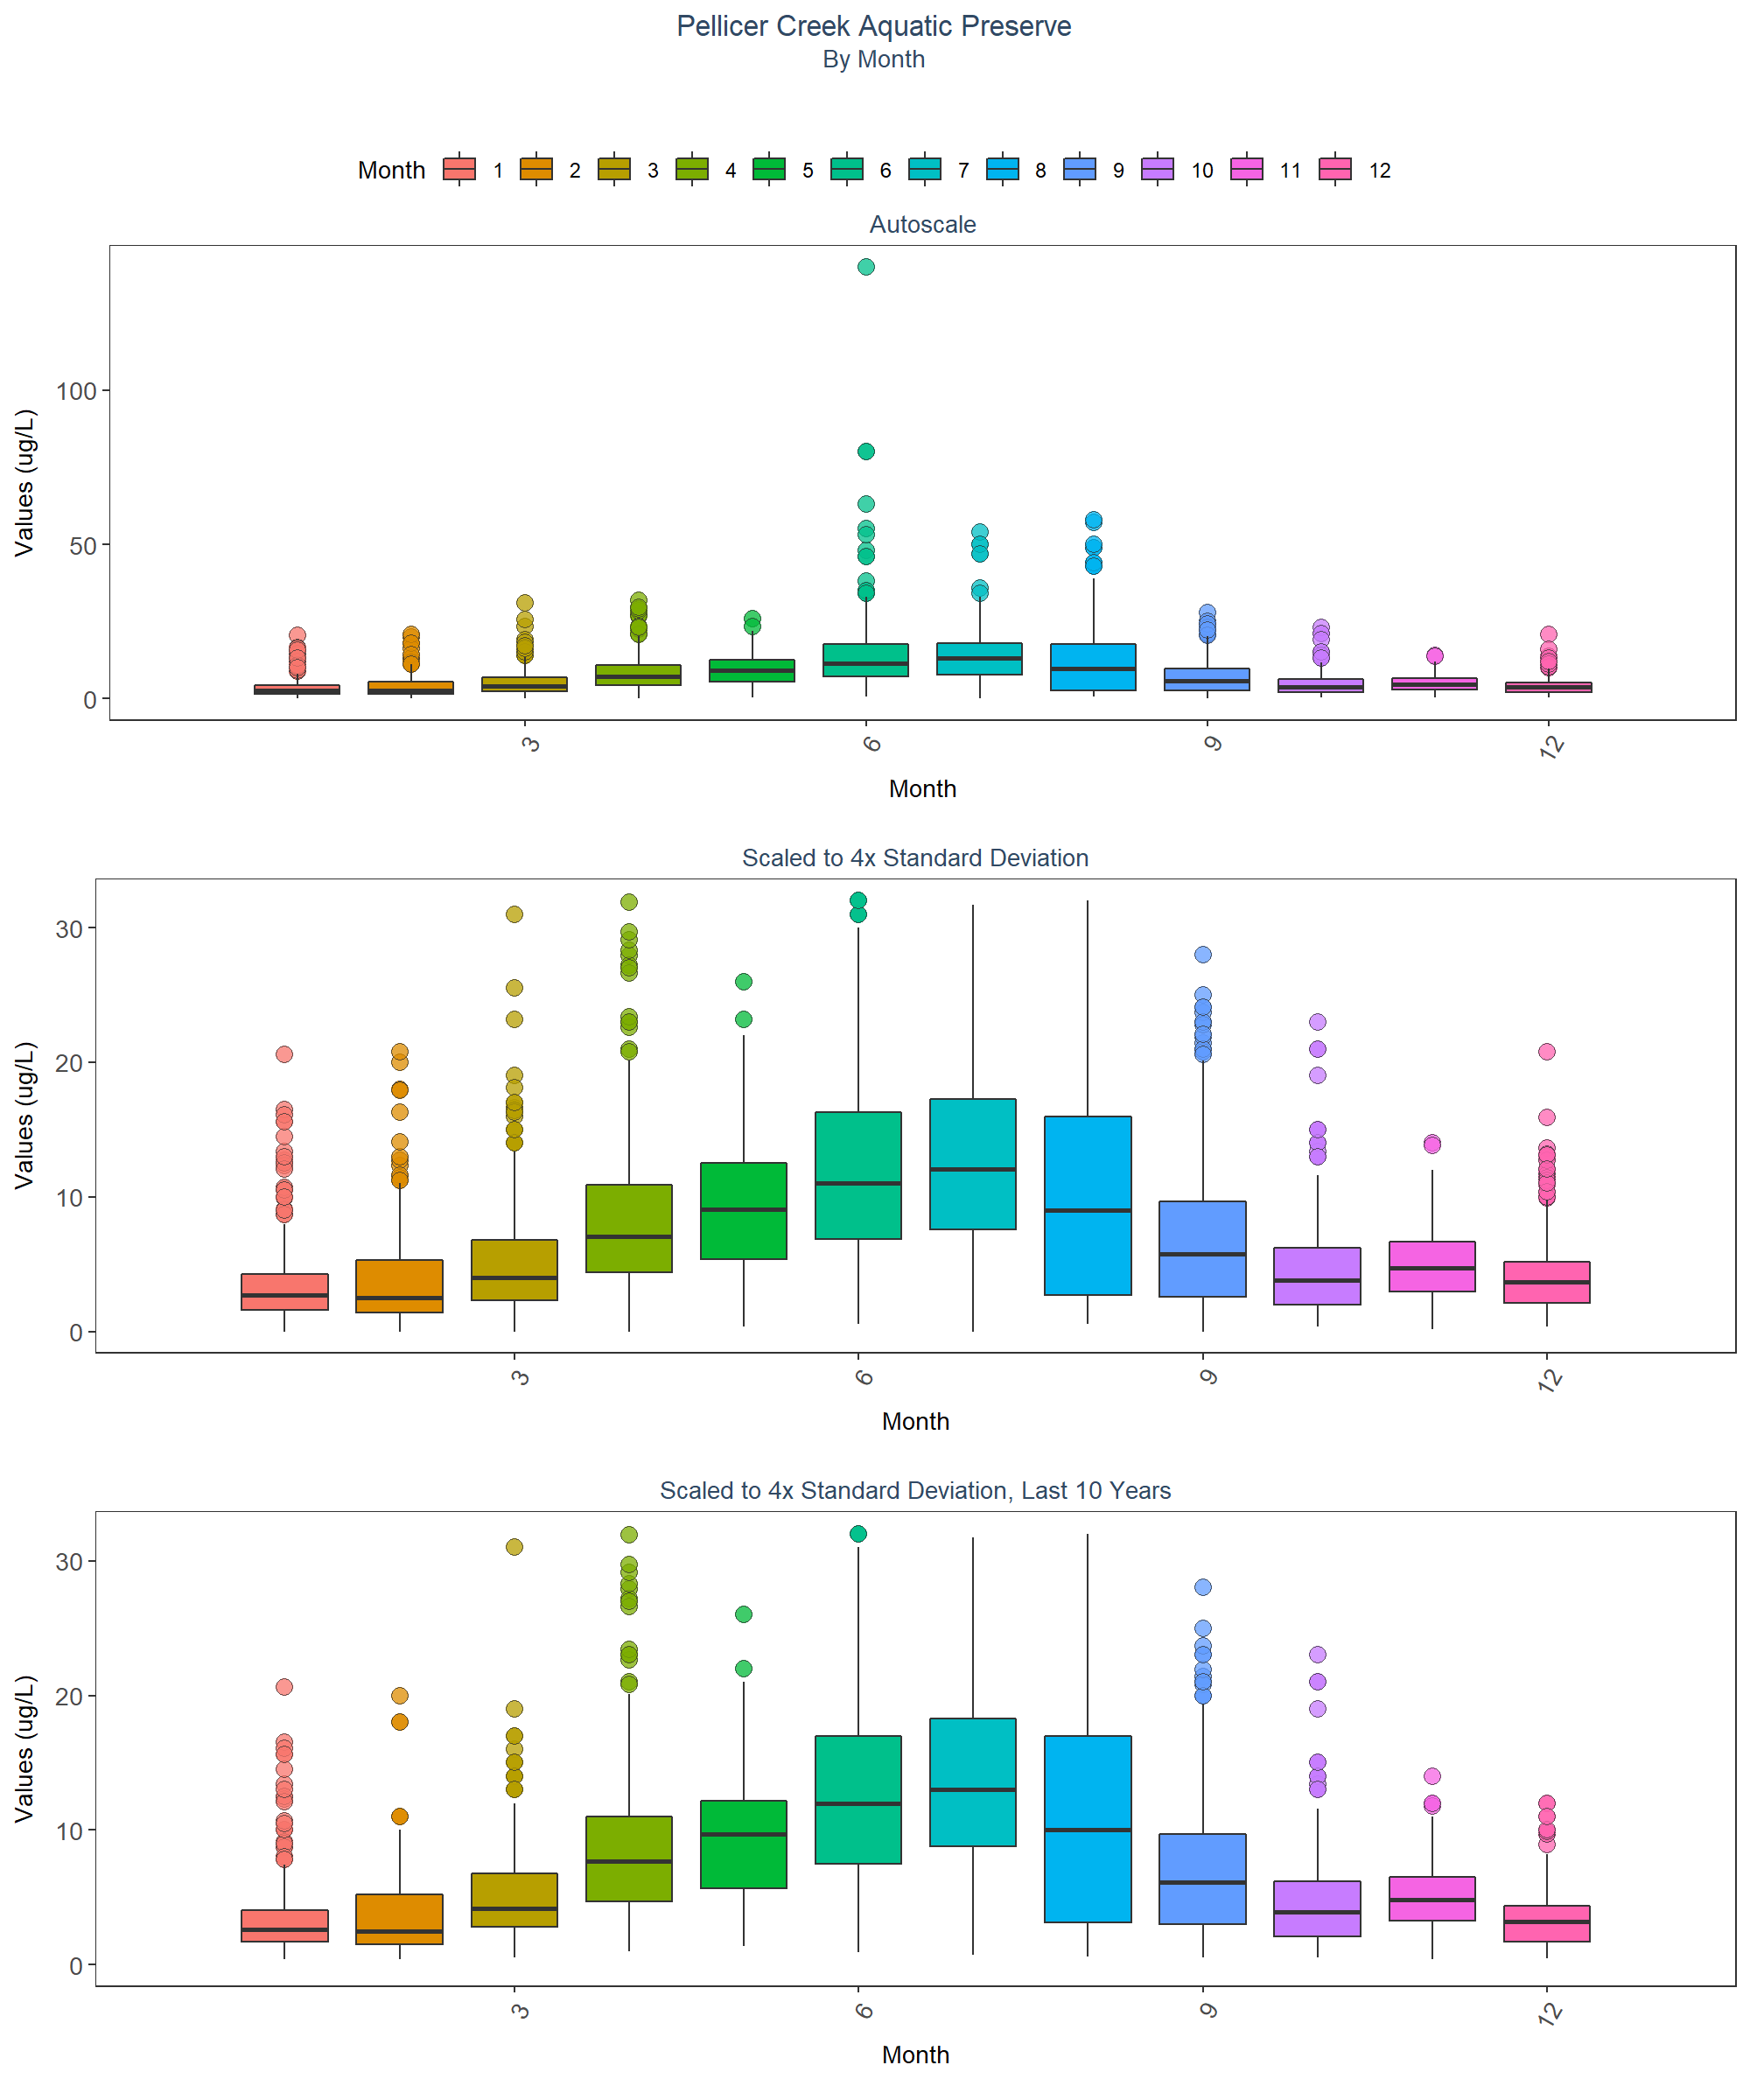 Pellicer Creek Aquatic Preserve
By Month
Month 1 2 3 4 5 6 7 8 9 10 11 12
Autoscale
Values (ug/L)
100
50
0
3 6 9 12
Month
Scaled to 4x Standard Deviation
Values (ug/L)
30
20
10
0
3 6 9 12
Month
Scaled to 4x Standard Deviation, Last 10 Years
Values (ug/L)
30
20
10
0
3 6 9 12
Month